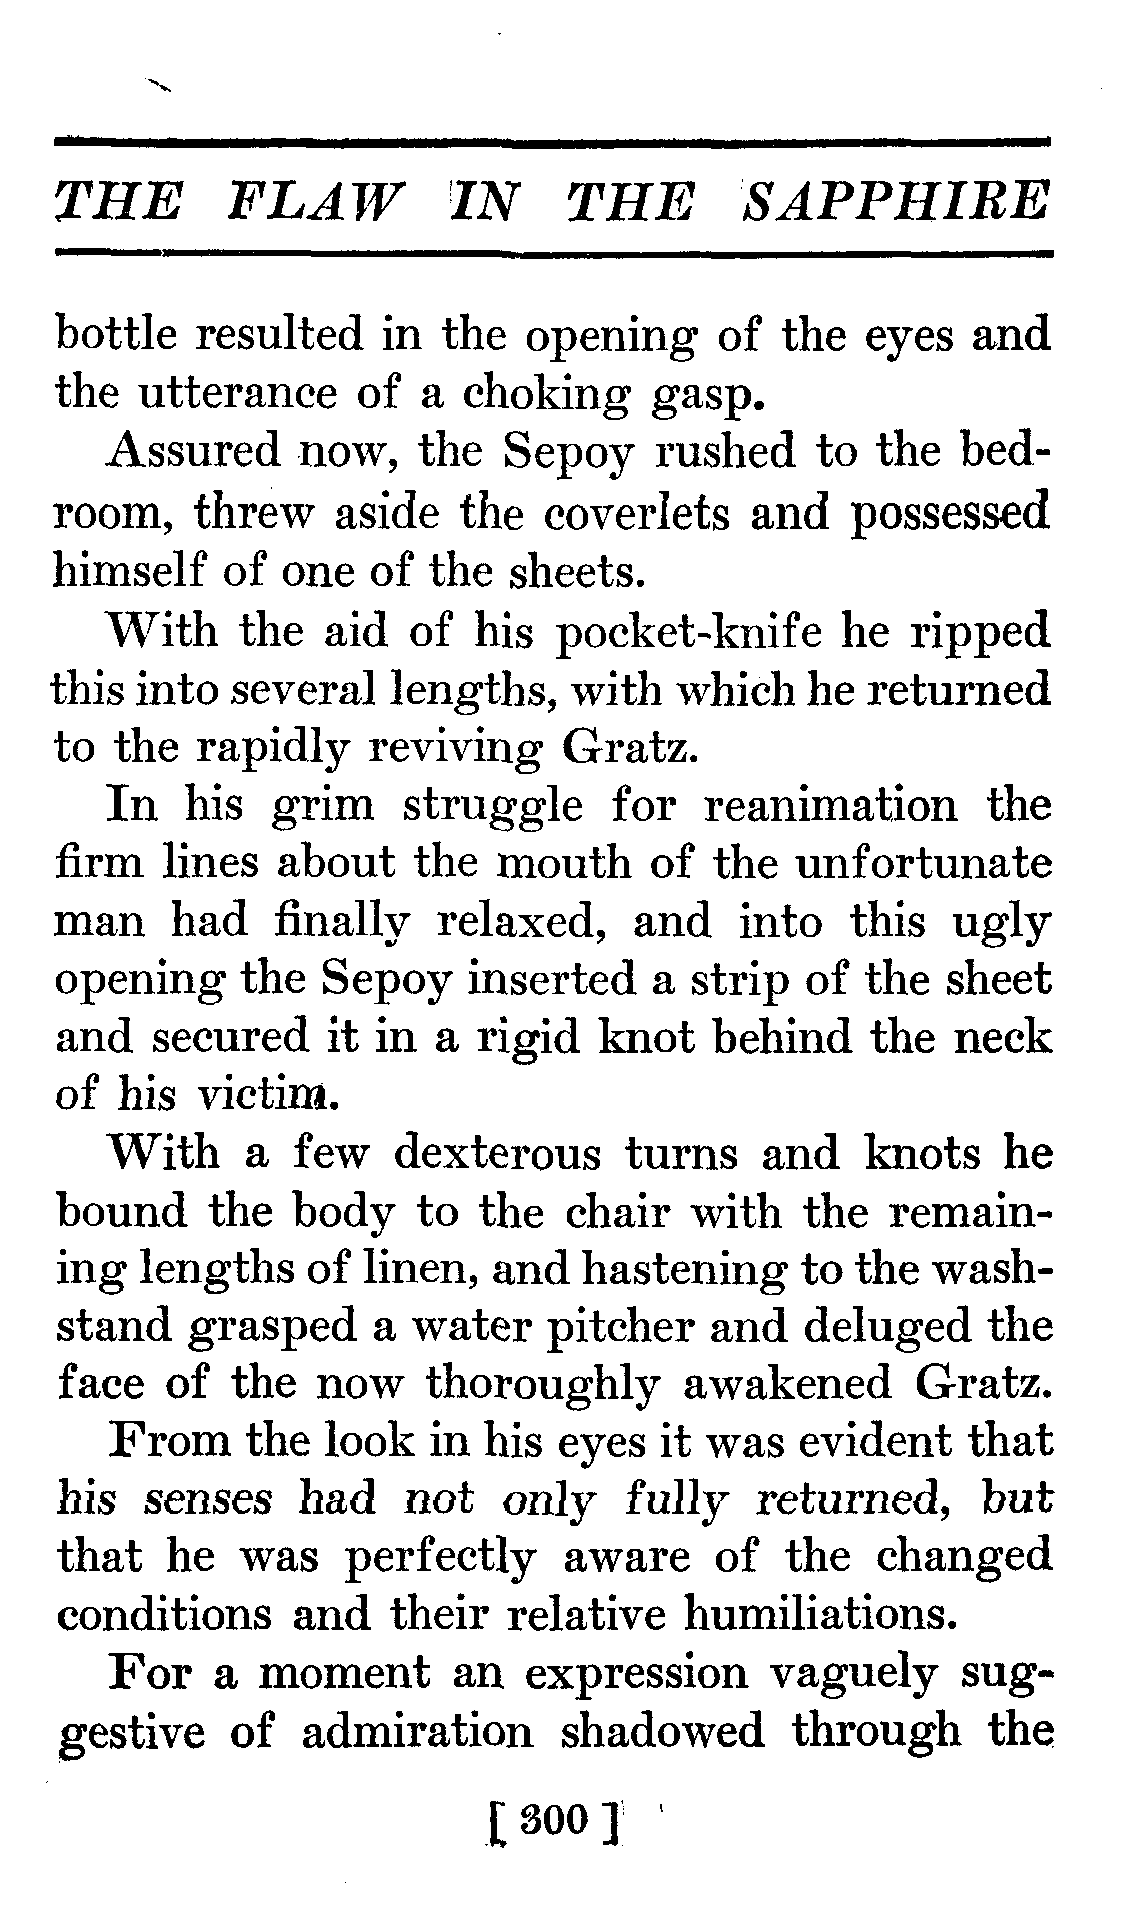 THE FLAW IN THE SAPPHIRE
bottle resulted in the opening of the eyes and
the utterance of a choking gasp.
Assured now, the Sepoy rushed to the bed-
room, threw aside the coverlets and possessed
himself of one of the sheets.
With the aid of his pocket-knife he ripped
this into several lengths, with which he returned
to the rapidly reviving Gratz.
In his grim struggle for reanimation the
firm lines about the mouth of the unfortunate
man had finally relaxed, and into this ugly
opening the Sepoy inserted a strip of the sheet
and secured it in a rigid knot behind the neck
of his victim.
With a few dexterous turns and knots he
bound the body to the chair with the remain-
ing lengths of linen, and hastening to the wash-
stand grasped a water pitcher and deluged the
face of the now thoroughly awakened Gratz.
From the look in his eyes it was evident that
his senses had not only fully returned, but
that he was perfectly aware of the changed
conditions and their relative humiliations.
For a moment an expression vaguely sug-
gestive of admiration shadowed through the
[ 300 ]